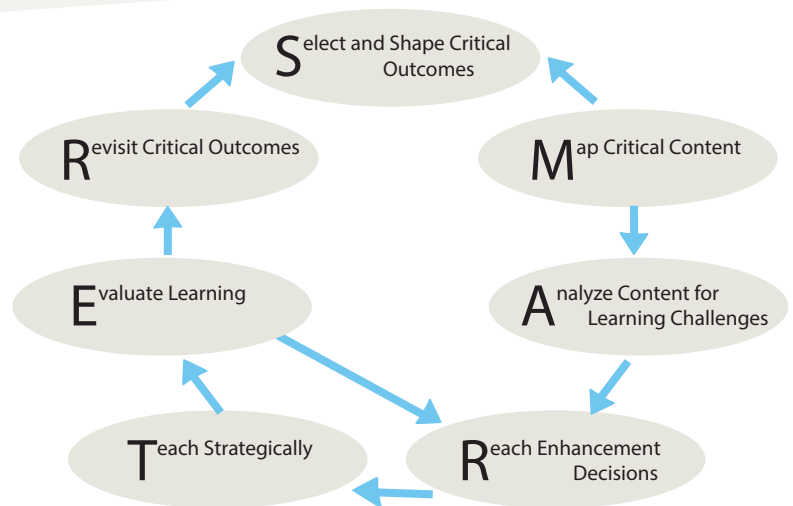 Select and Shape Critical
Outcomes
Map Critical Content
Analyze Content for
Learning Challenges
Reach Enhancement
Decisions
Teach Strategically
Evaluate Learning
Revisit Critical Outcomes